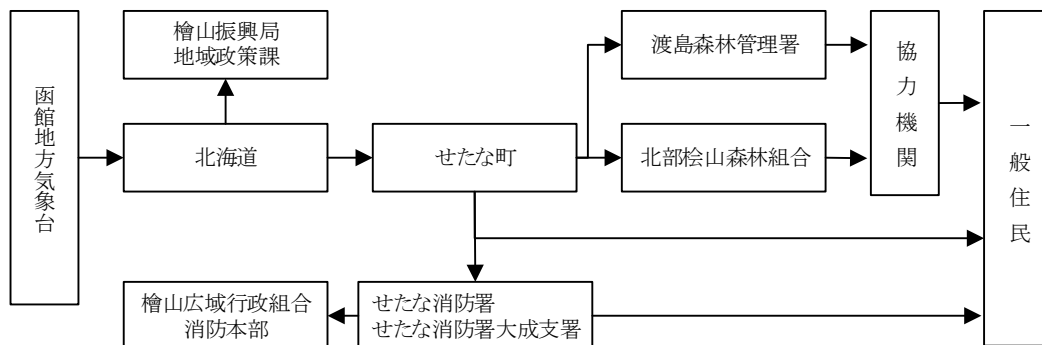 函館地方気象台
檜山振興局
地域政策課
北海道
せたな町
渡島森林管理署
北部桧山森林組合
協力機関
一般住民
檜山広域行政組合
消防本部
せたな消防署
せたな消防署大成支署